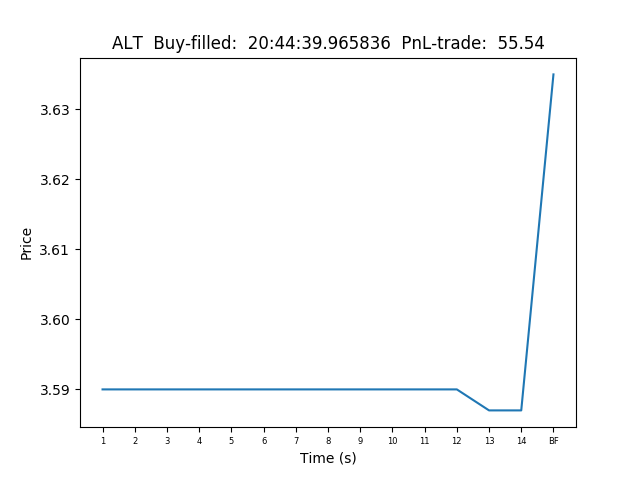 ALT  Buy-filled:  20:44:39.965836  PnL-trade:  55.54
3.63
3.62
3.61
3.60
3.59
Price
1 2 3 4 5 6 7 8 9 10 11 12 13 14 BF
Time (s)